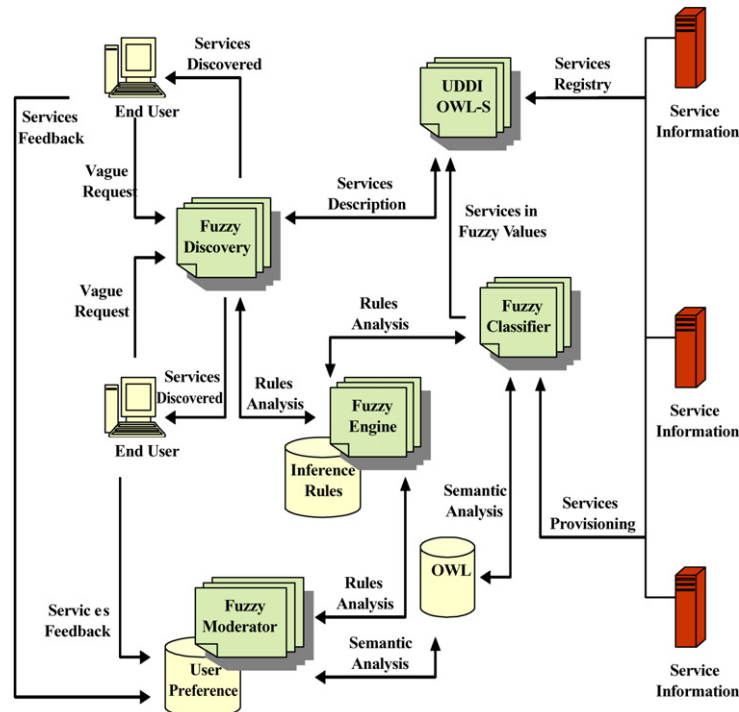 Services
Discovered
End User
Services
Feedback
Vague
Request
UDDI
OWL-S
Services
Registry
Service
Information
Fuzzy
Discovery
Services
Description
Services in
Fuzzy Values
Vague
Request
Rules
Analysis
Fuzzy
Classifier
Services
Discovered
Rules
Analysis
End User
Fuzzy
Engine
Inference
Rules
Service
Information
Semantic
Analysis
Services
Provisioning
OWL
Rules
Analysis
Fuzzy
Moderator
Servic es
Feedback
Semantic
Analysis
User
Preference
Service
Information